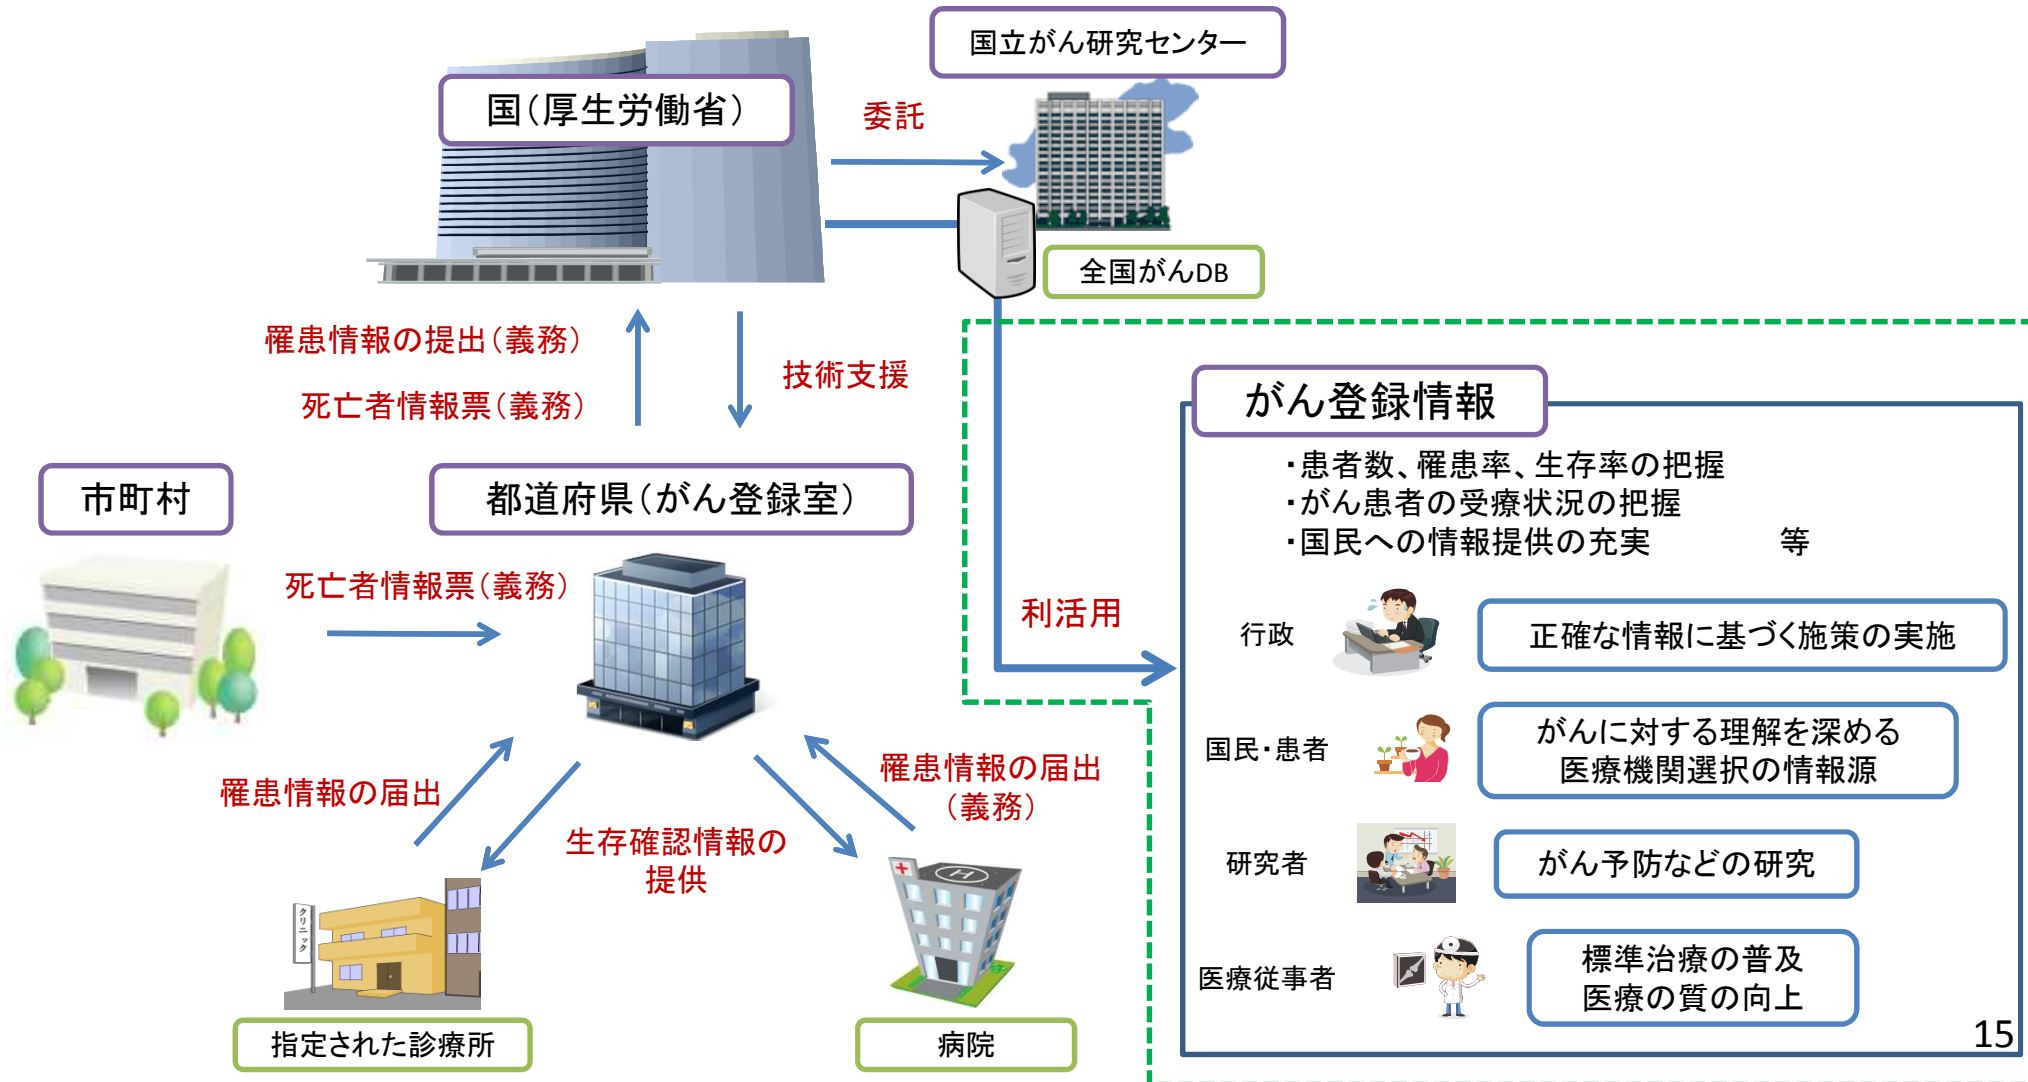 国立がん研究センター
国（厚生労働省）
委託
全国がんDB
罹患情報の提出（義務）
死亡者情報票（義務）
技術支援
がん登録情報
・患者数、罹患率、生存率の把握
・がん患者の受療状況の把握
・国民への情報提供の充実　　　　等
市町村
都道府県（がん登録室）
死亡者情報票（義務）
利活用
行政
正確な情報に基づく施策の実施
国民・患者
がんに対する理解を深める
医療機関選択の情報源
罹患情報の届出
罹患情報の届出
（義務）
生存確認情報の
提供
研究者
がん予防などの研究
クリニック
H
医療従事者
標準治療の普及
医療の質の向上
指定された診療所
病院
15